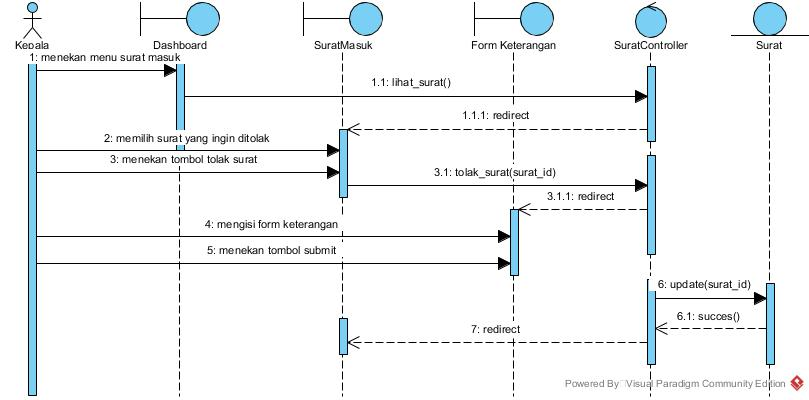 Kepala
Dashboard
SuratMasuk
Form Keterangan
SuratController
Surat
1: menekan menu surat masuk
1.1: lihat_surat()
1.1.1: redirect
2: memilih surat yang ingin ditolak
3: menekan tombol tolak surat
3.1: tolak_surat(surat_id)
3.1.1: redirect
4: mengisi form keterangan
5: menekan tombol submit
6: update(surat_id)
6.1: succes()
7: redirect
Powered By Visual Paradigm Community Edition